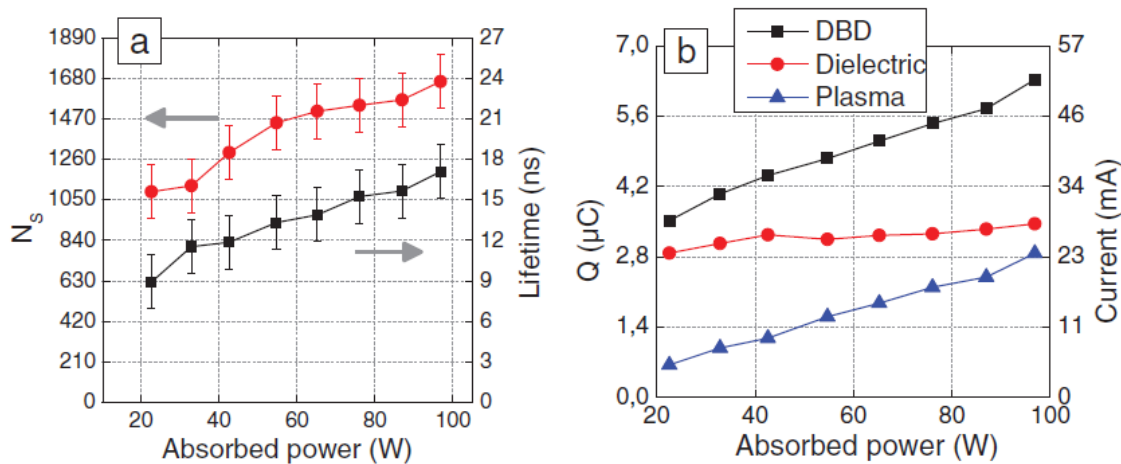 a
1890
1680
1470
1260
1050
840
630
420
210
0
N_s
27
24
21
18
15
12
9
6
3
0
Lifetime (ns)
20 40 60 80 100
Absorbed power (W)
b
DBD
Dielectric
Plasma
7,0
5,6
4,2
2,8
1,4
0,0
Q (µC)
57
46
34
23
11
0
Current (mA)
20 40 60 80 100
Absorbed power (W)